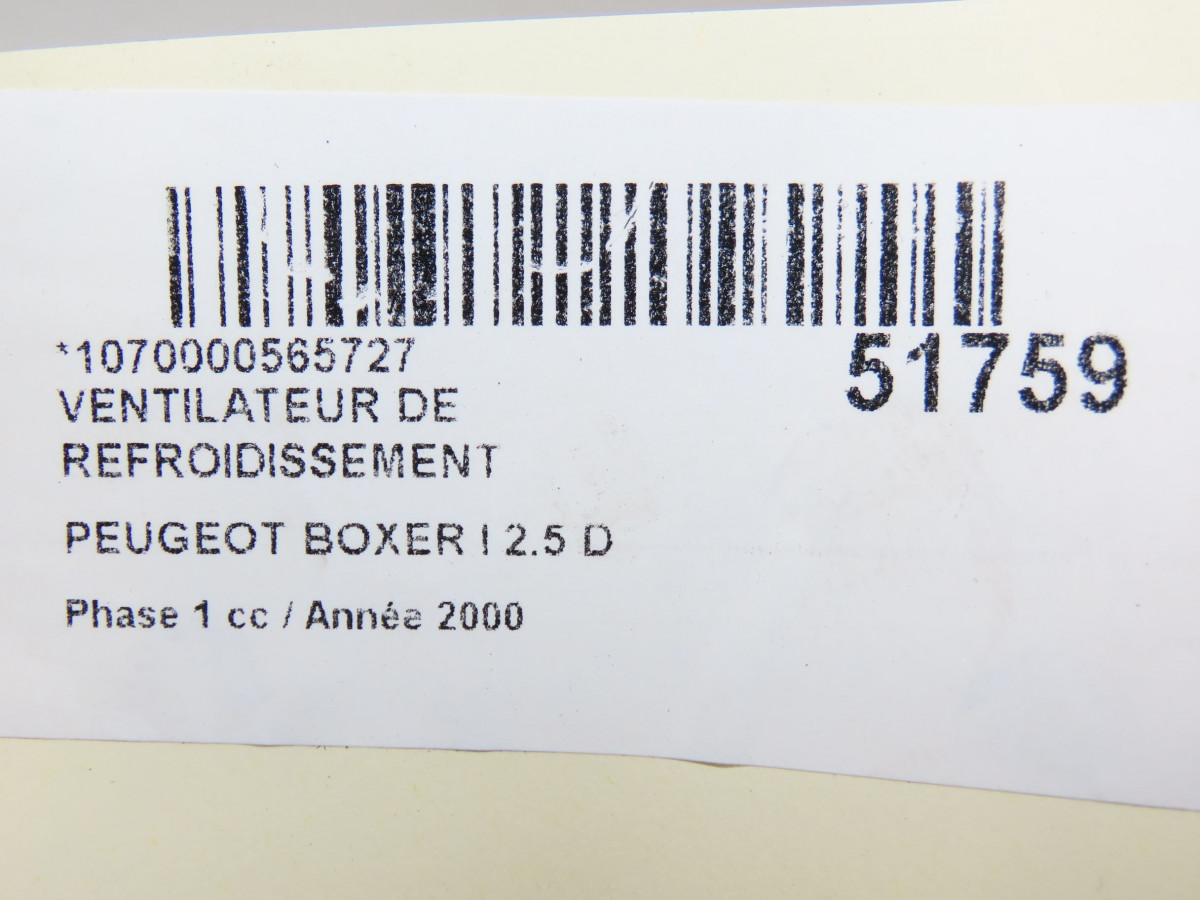 *1070000565727
51759
VENTILATEUR DE
REFROIDISSEMENT
PEUGEOT BOXER I 2.5 D
Phase 1 cc / Année 2000